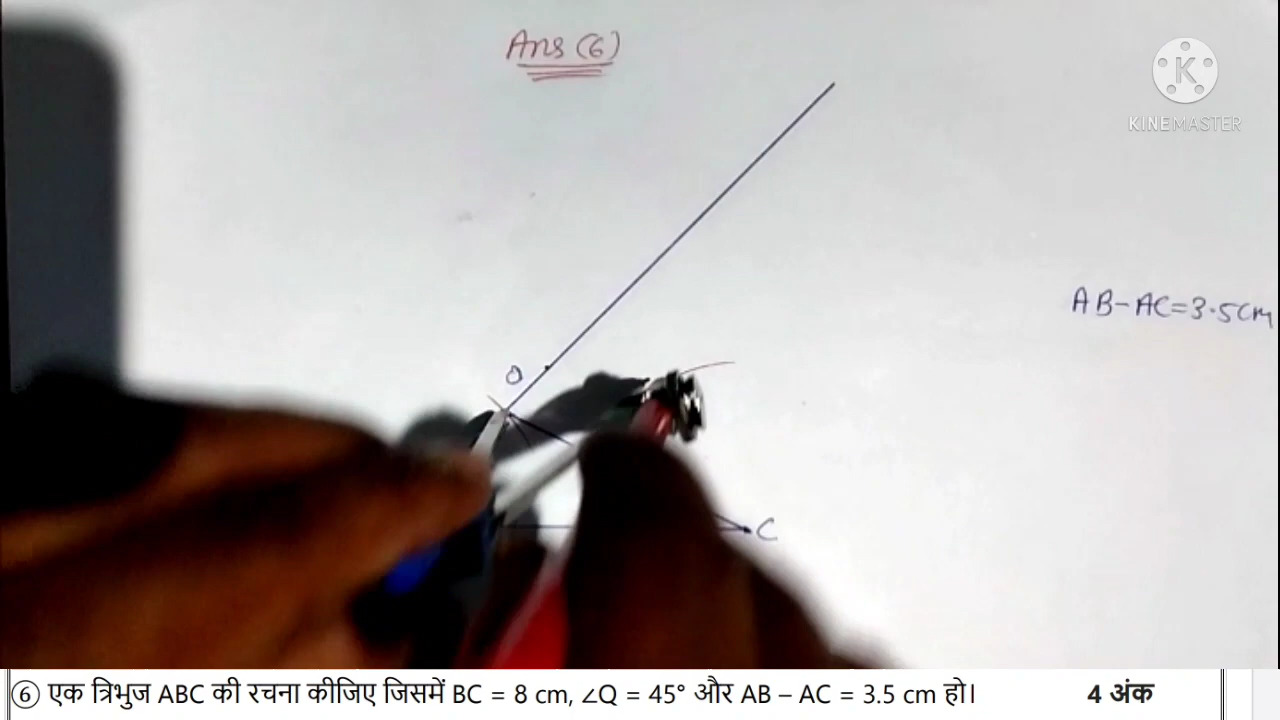 Ans (6)
KINEMASTER
AB-AC=3.5cm
D
C
⑥ एक त्रिभुज ABC की रचना कीजिए जिसमें BC = 8 cm, ∠Q = 45° और AB – AC = 3.5 cm हो। 4 अंक